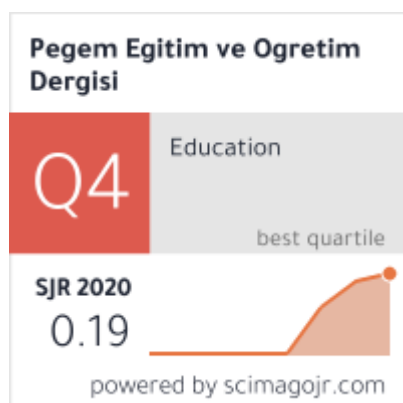 Pegem Egitim ve Ogretim
Dergisi
Q4
Education
best quartile
SJR 2020
0.19
powered by scimagojr.com